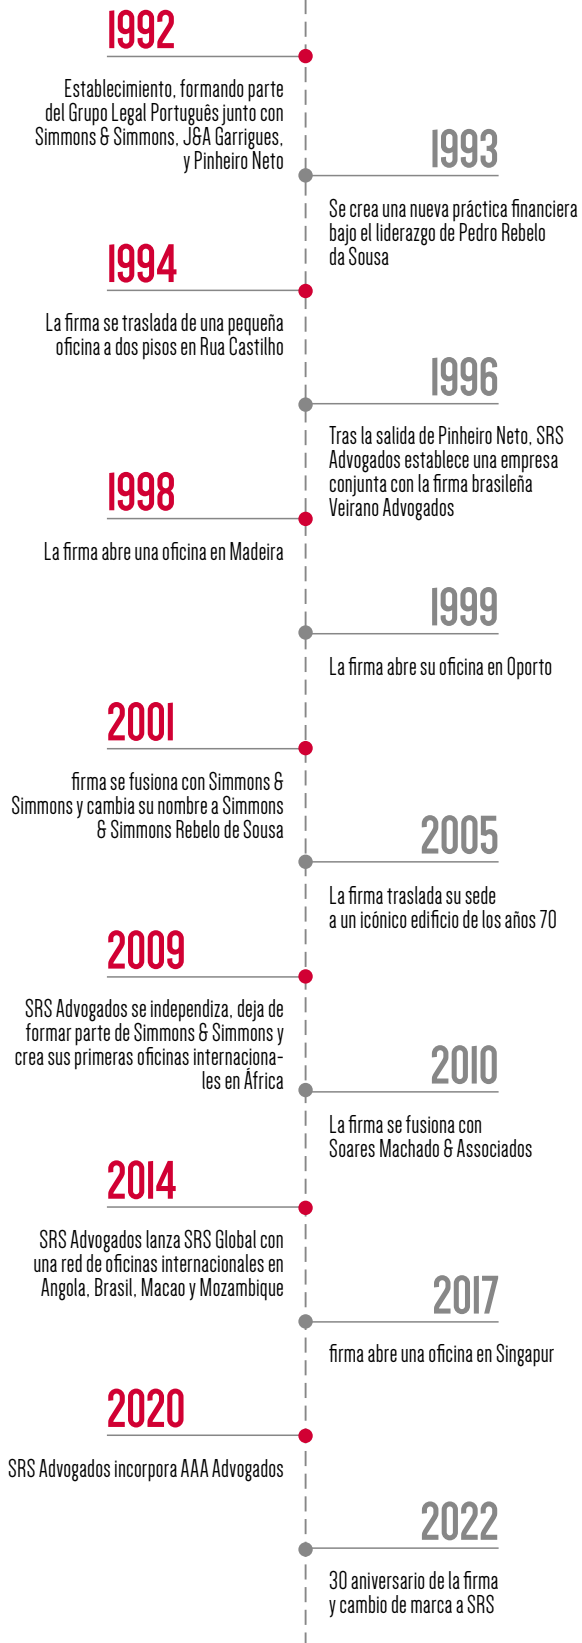 1992
Establecimiento, formando parte
del Grupo Legal Português junto con
Simmons & Simmons, J&A Garrigues,
y Pinheiro Neto
1993
Se crea una nueva práctica financiera
bajo el liderazgo de Pedro Rebelo
da Sousa
1994
La firma se traslada de una pequeña
oficina a dos pisos en Rua Castilho
1996
Tras la salida de Pinheiro Neto, SRS
Advogados establece una empresa
conjunta con la firma brasileña
Veirano Advogados
1998
La firma abre una oficina en Madeira
1999
La firma abre su oficina en Oporto
2001
firma se fusiona con Simmons &
Simmons y cambia su nombre a Simmons
& Simmons Rebelo de Sousa
2005
La firma traslada su sede
a un icónico edificio de los años 70
2009
SRS Advogados se independiza, deja de
formar parte de Simmons & Simmons y
crea sus primeras oficinas internaciona-
les en África
2010
La firma se fusiona con
Soares Machado & Associados
2014
SRS Advogados lanza SRS Global con
una red de oficinas internacionales en
Angola, Brasil, Macao y Mozambique
2017
firma abre una oficina en Singapur
2020
SRS Advogados incorpora AAA Advogados
2022
30 aniversario de la firma
y cambio de marca a SRS